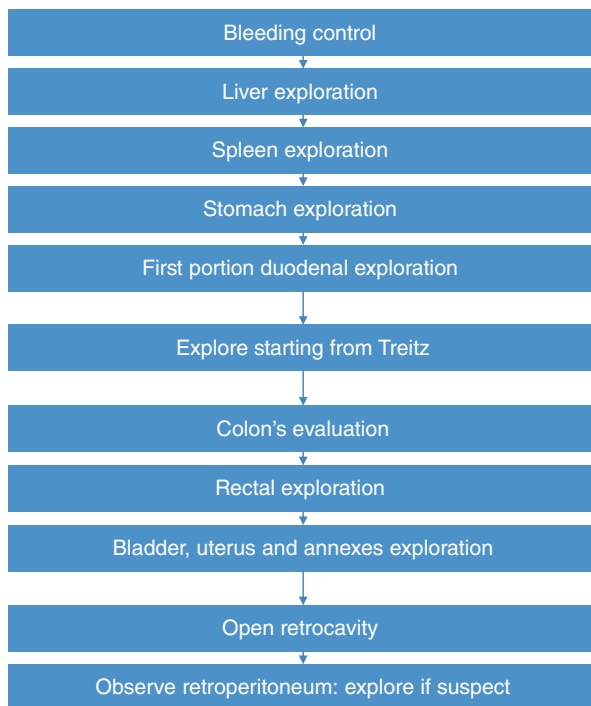 Bleeding control
Liver exploration
Spleen exploration
Stomach exploration
First portion duodenal exploration
Explore starting from Treitz
Colon's evaluation
Rectal exploration
Bladder, uterus and annexes exploration
Open retrocavity
Observe retroperitoneum: explore if suspect